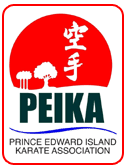 空
手
PEIKA
PRINCE EDWARD ISLAND
KARATE ASSOCIATION